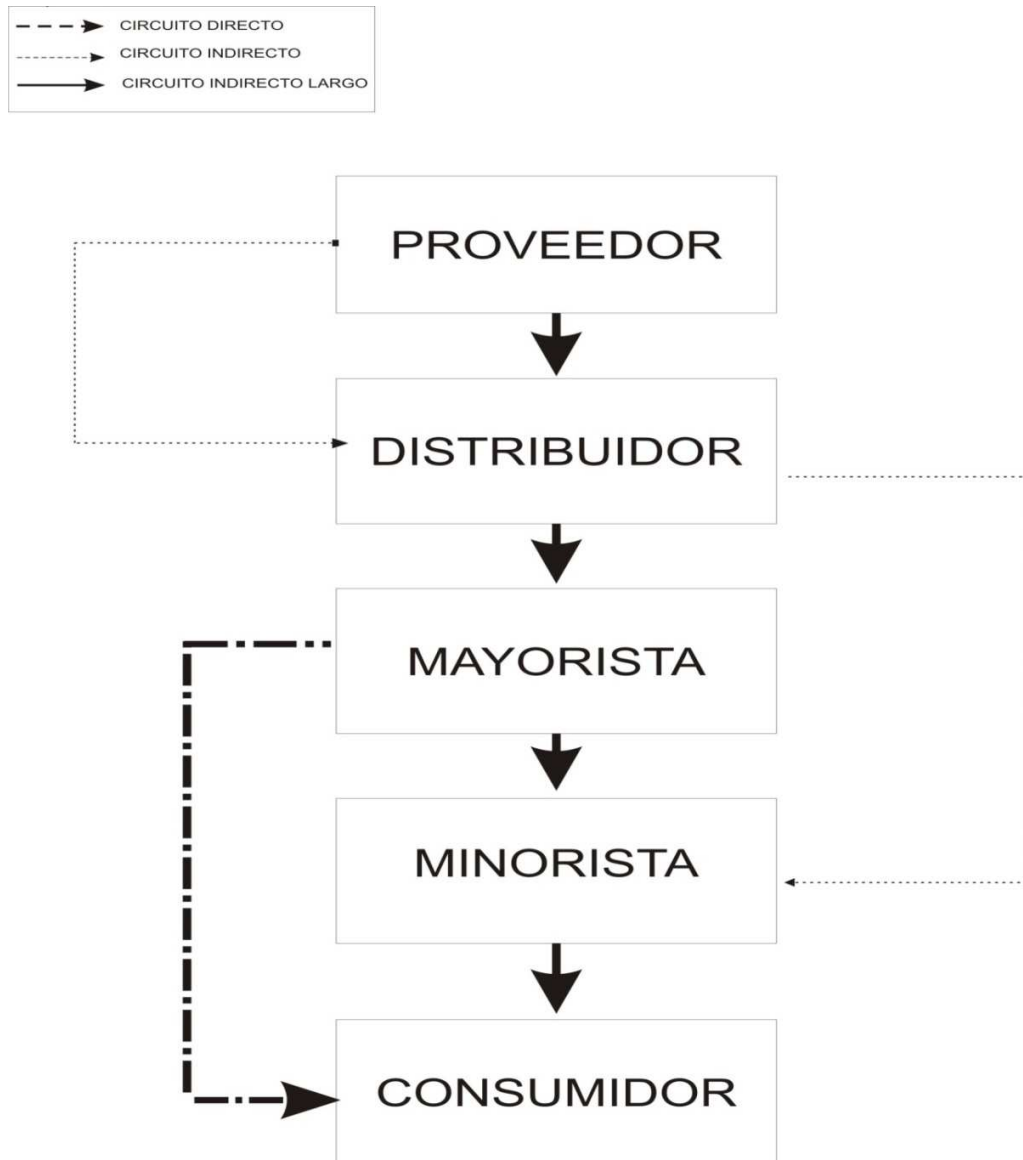 CIRCUITO DIRECTO
CIRCUITO INDIRECTO
CIRCUITO INDIRECTO LARGO
PROVEEDOR
DISTRIBUIDOR
MAYORISTA
MINORISTA
CONSUMIDOR